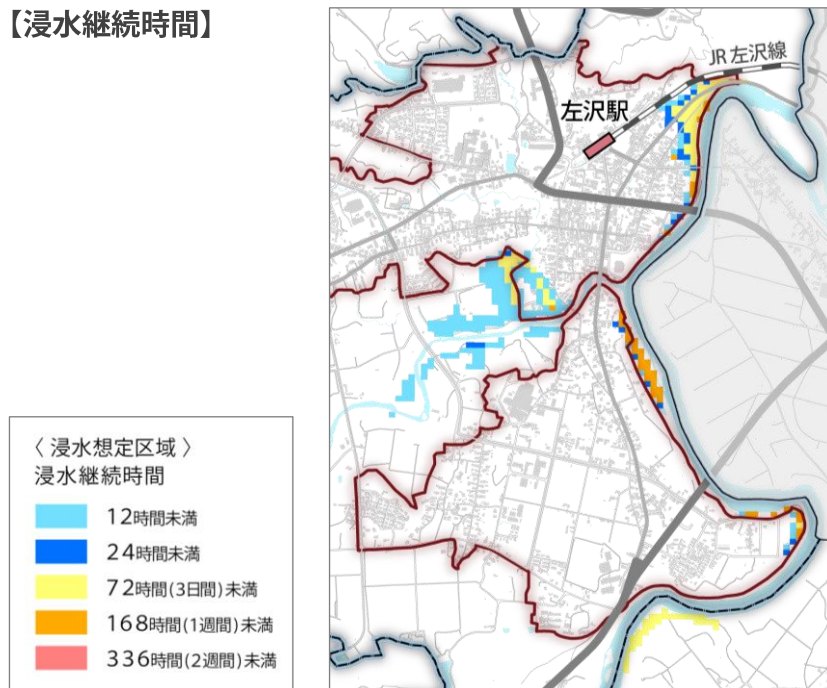 【浸水継続時間】
JR 左沢線
左沢駅
〈 浸水想定区域 〉
浸水継続時間
12時間未満
24時間未満
72時間(3日間)未満
168時間(1週間)未満
336時間(2週間)未満